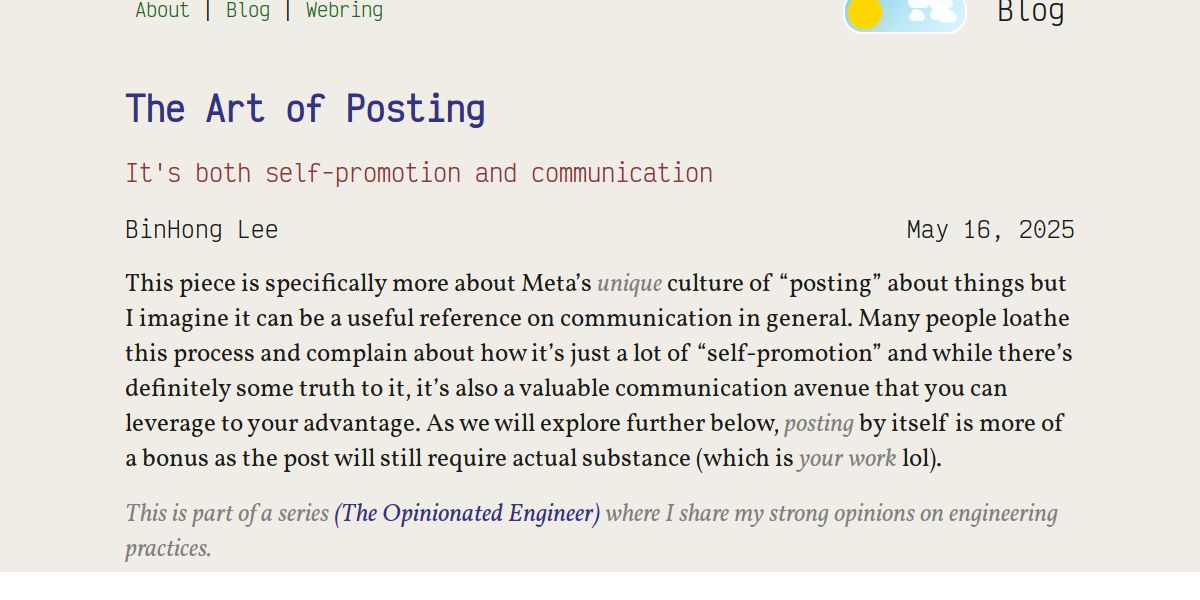 About | Blog | Webring
Blog
The Art of Posting
It's both self-promotion and communication
BinHong Lee
May 16, 2025
This piece is specifically more about Meta’s unique culture of “posting” about things but
I imagine it can be a useful reference on communication in general. Many people loathe
this process and complain about how it’s just a lot of “self-promotion” and while there’s
definitely some truth to it, it’s also a valuable communication avenue that you can
leverage to your advantage. As we will explore further below, posting by itself is more of
a bonus as the post will still require actual substance (which is your work lol).
This is part of a series (The Opinionated Engineer) where I share my strong opinions on engineering
practices.